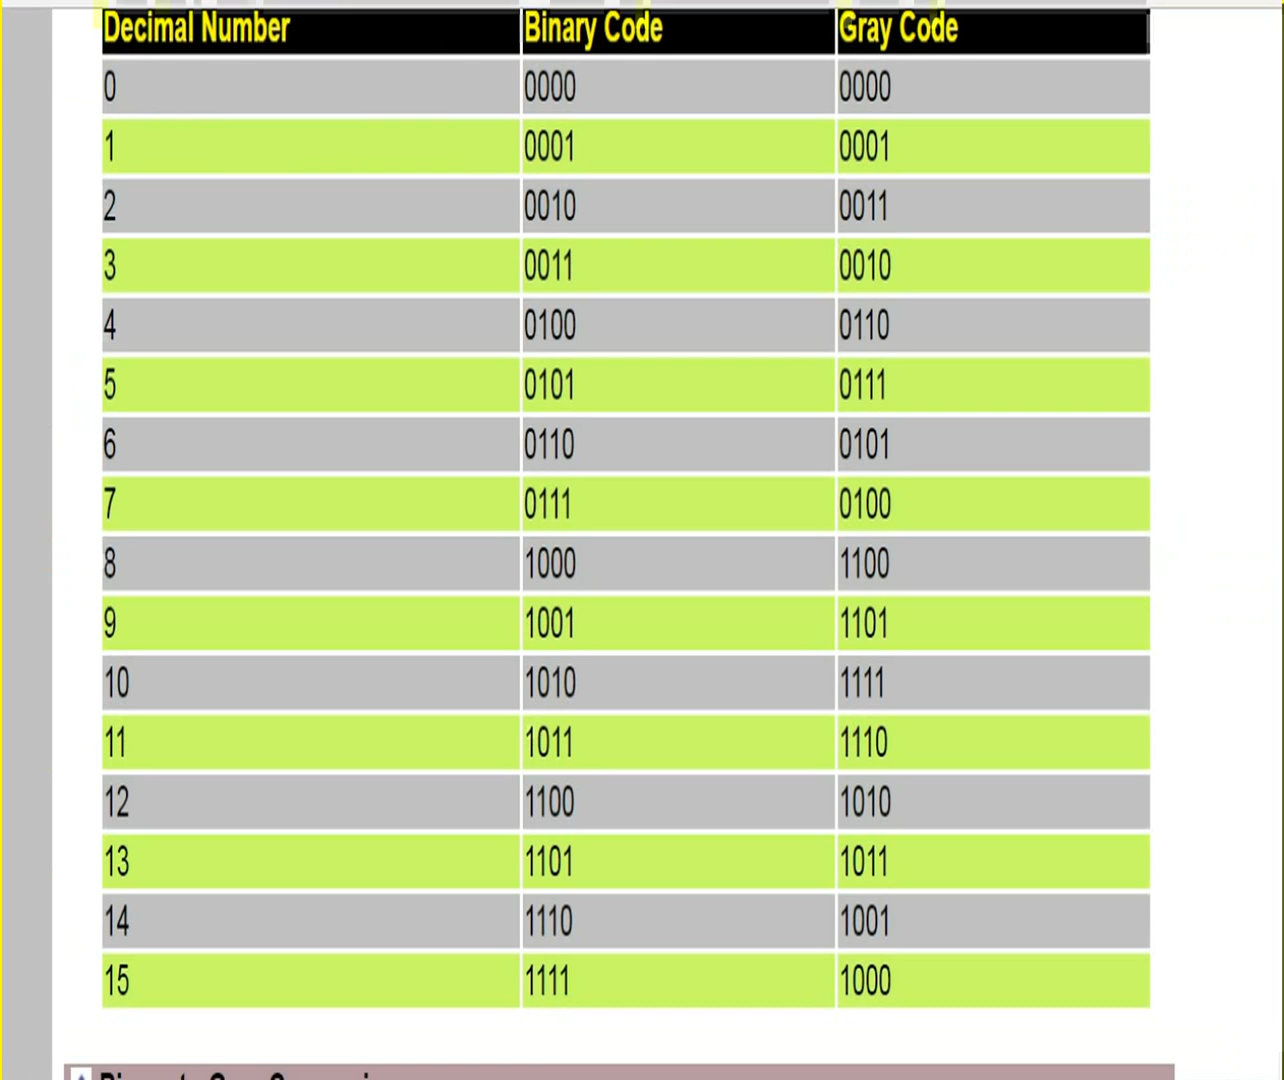 Decimal Number Binary Code Gray Code
0 0000 0000
1 0001 0001
2 0010 0011
3 0011 0010
4 0100 0110
5 0101 0111
6 0110 0101
7 0111 0100
8 1000 1100
9 1001 1101
10 1010 1111
11 1011 1110
12 1100 1010
13 1101 1011
14 1110 1001
15 1111 1000